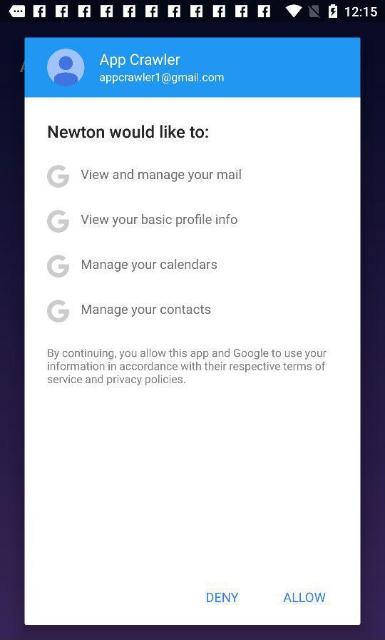 12:15
App Crawler
appcrawler1@gmail.com
Newton would like to:
View and manage your mail
View your basic profile info
Manage your calendars
Manage your contacts
By continuing, you allow this app and Google to use your
information in accordance with their respective terms of
service and privacy policies.
DENY
ALLOW